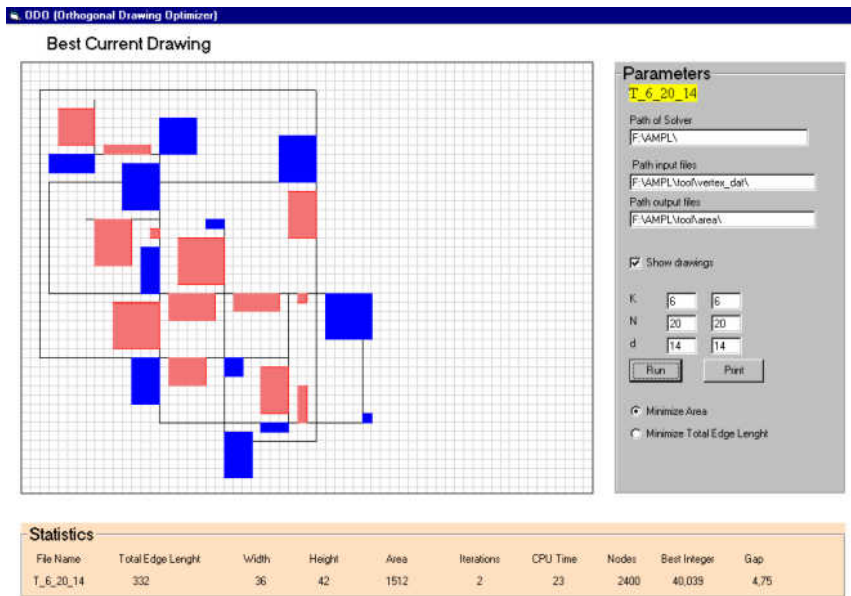 ODO (Orthogonal Drawing Optimizer)
Best Current Drawing
Parameters
T_6_20_14
Path of Solver
F:\AMPL\
Path input files
F:\AMPL\tool\vertex_dat\
Path output files
F:\AMPL\tool\area\
Show drawings
K 6 6
N 20 20
d 14 14
Run Print
Minimize Area
Minimize Total Edge Lenght
Statistics
File Name Total Edge Lenght Width Height Area Iterations CPU Time Nodes Best Integer Gap
T_6_20_14 332 36 42 1512 2 23 2400 40,039 4,75